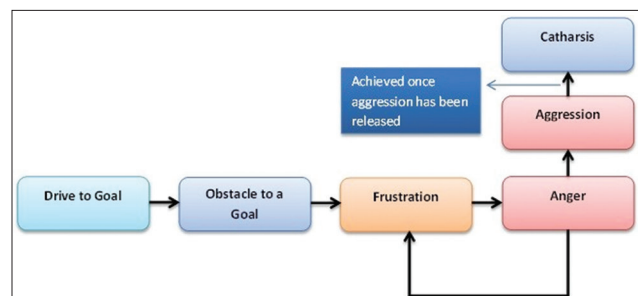 Catharsis
Achieved once
aggression has been
released
Aggression
Drive to Goal
Obstacle to a
Goal
Frustration
Anger